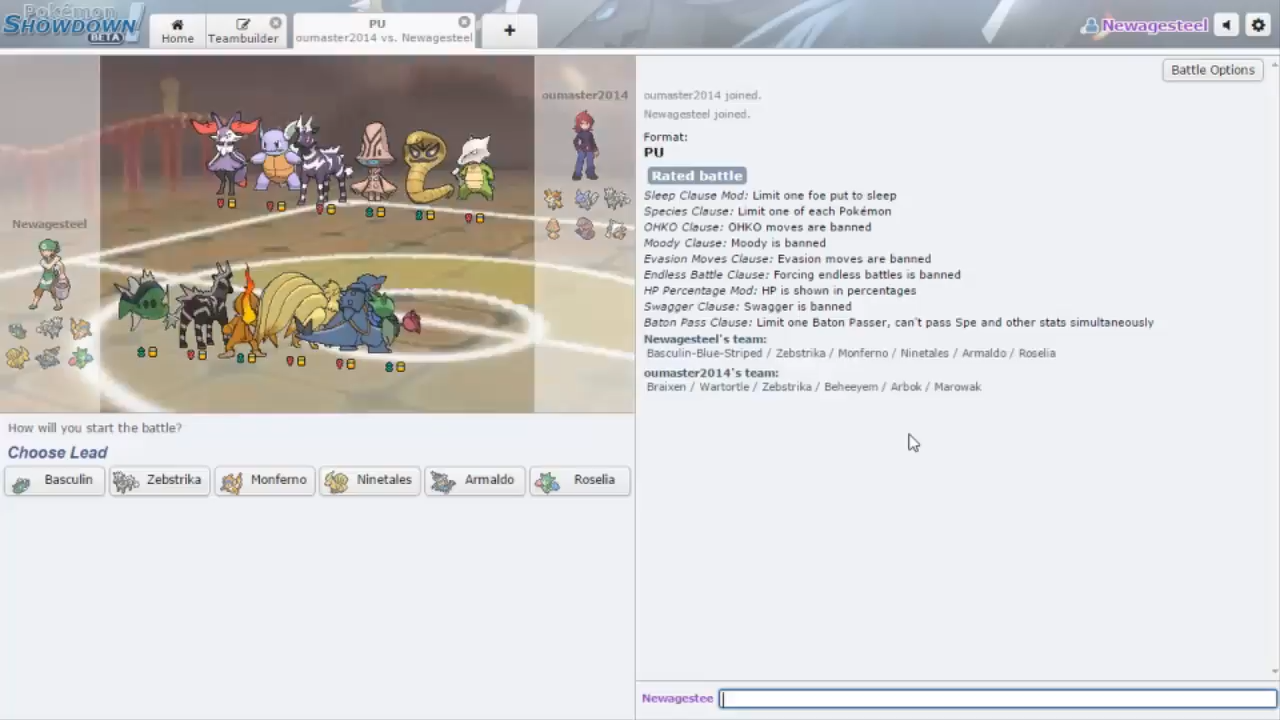 Pokémon
SHOWDOWN
BETA
Home
Teambuilder
PU
oumaster2014 vs. Newagesteel
+
Newagesteel
Battle Options
oumaster2014
Newagesteel
oumaster2014 joined.
Newagesteel joined.
Format:
PU
Rated battle
Sleep Clause Mod: Limit one foe put to sleep
Species Clause: Limit one of each Pokémon
OHKO Clause: OHKO moves are banned
Moody Clause: Moody is banned
Evasion Moves Clause: Evasion moves are banned
Endless Battle Clause: Forcing endless battles is banned
HP Percentage Mod: HP is shown in percentages
Swagger Clause: Swagger is banned
Baton Pass Clause: Limit one Baton Passer, can't pass Spe and other stats simultaneously
Newagesteel's team:
Basculin-Blue-Striped / Zebstrika / Monferno / Ninetales / Armaldo / Roselia
oumaster2014's team:
Braixen / Wartortle / Zebstrika / Beheeyem / Arbok / Marowak
How will you start the battle?
Choose Lead
Basculin
Zebstrika
Monferno
Ninetales
Armaldo
Roselia
Newagestee